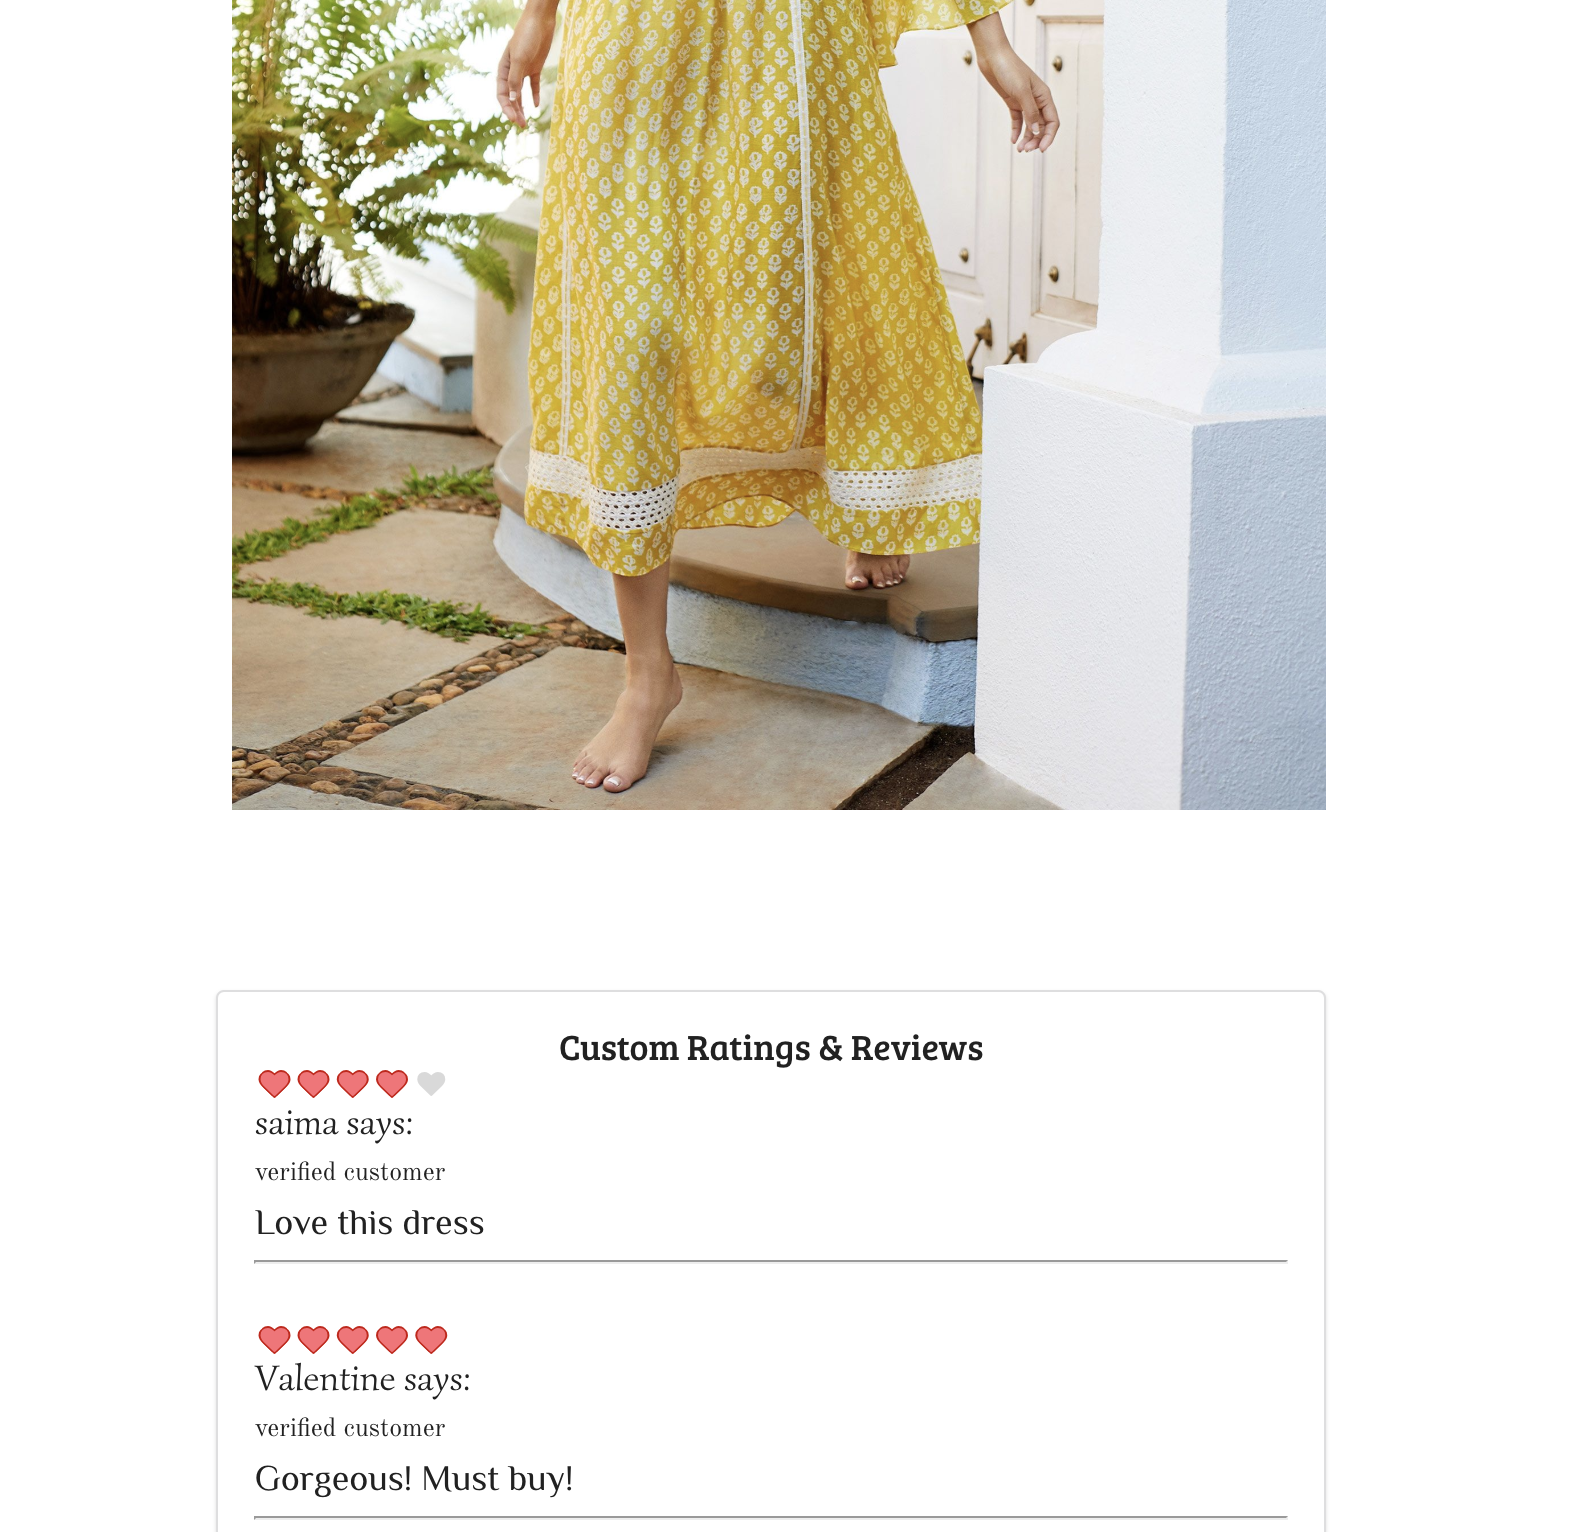 Custom Ratings & Reviews
saima says:
verified customer
Love this dress
Valentine says:
verified customer
Gorgeous! Must buy!